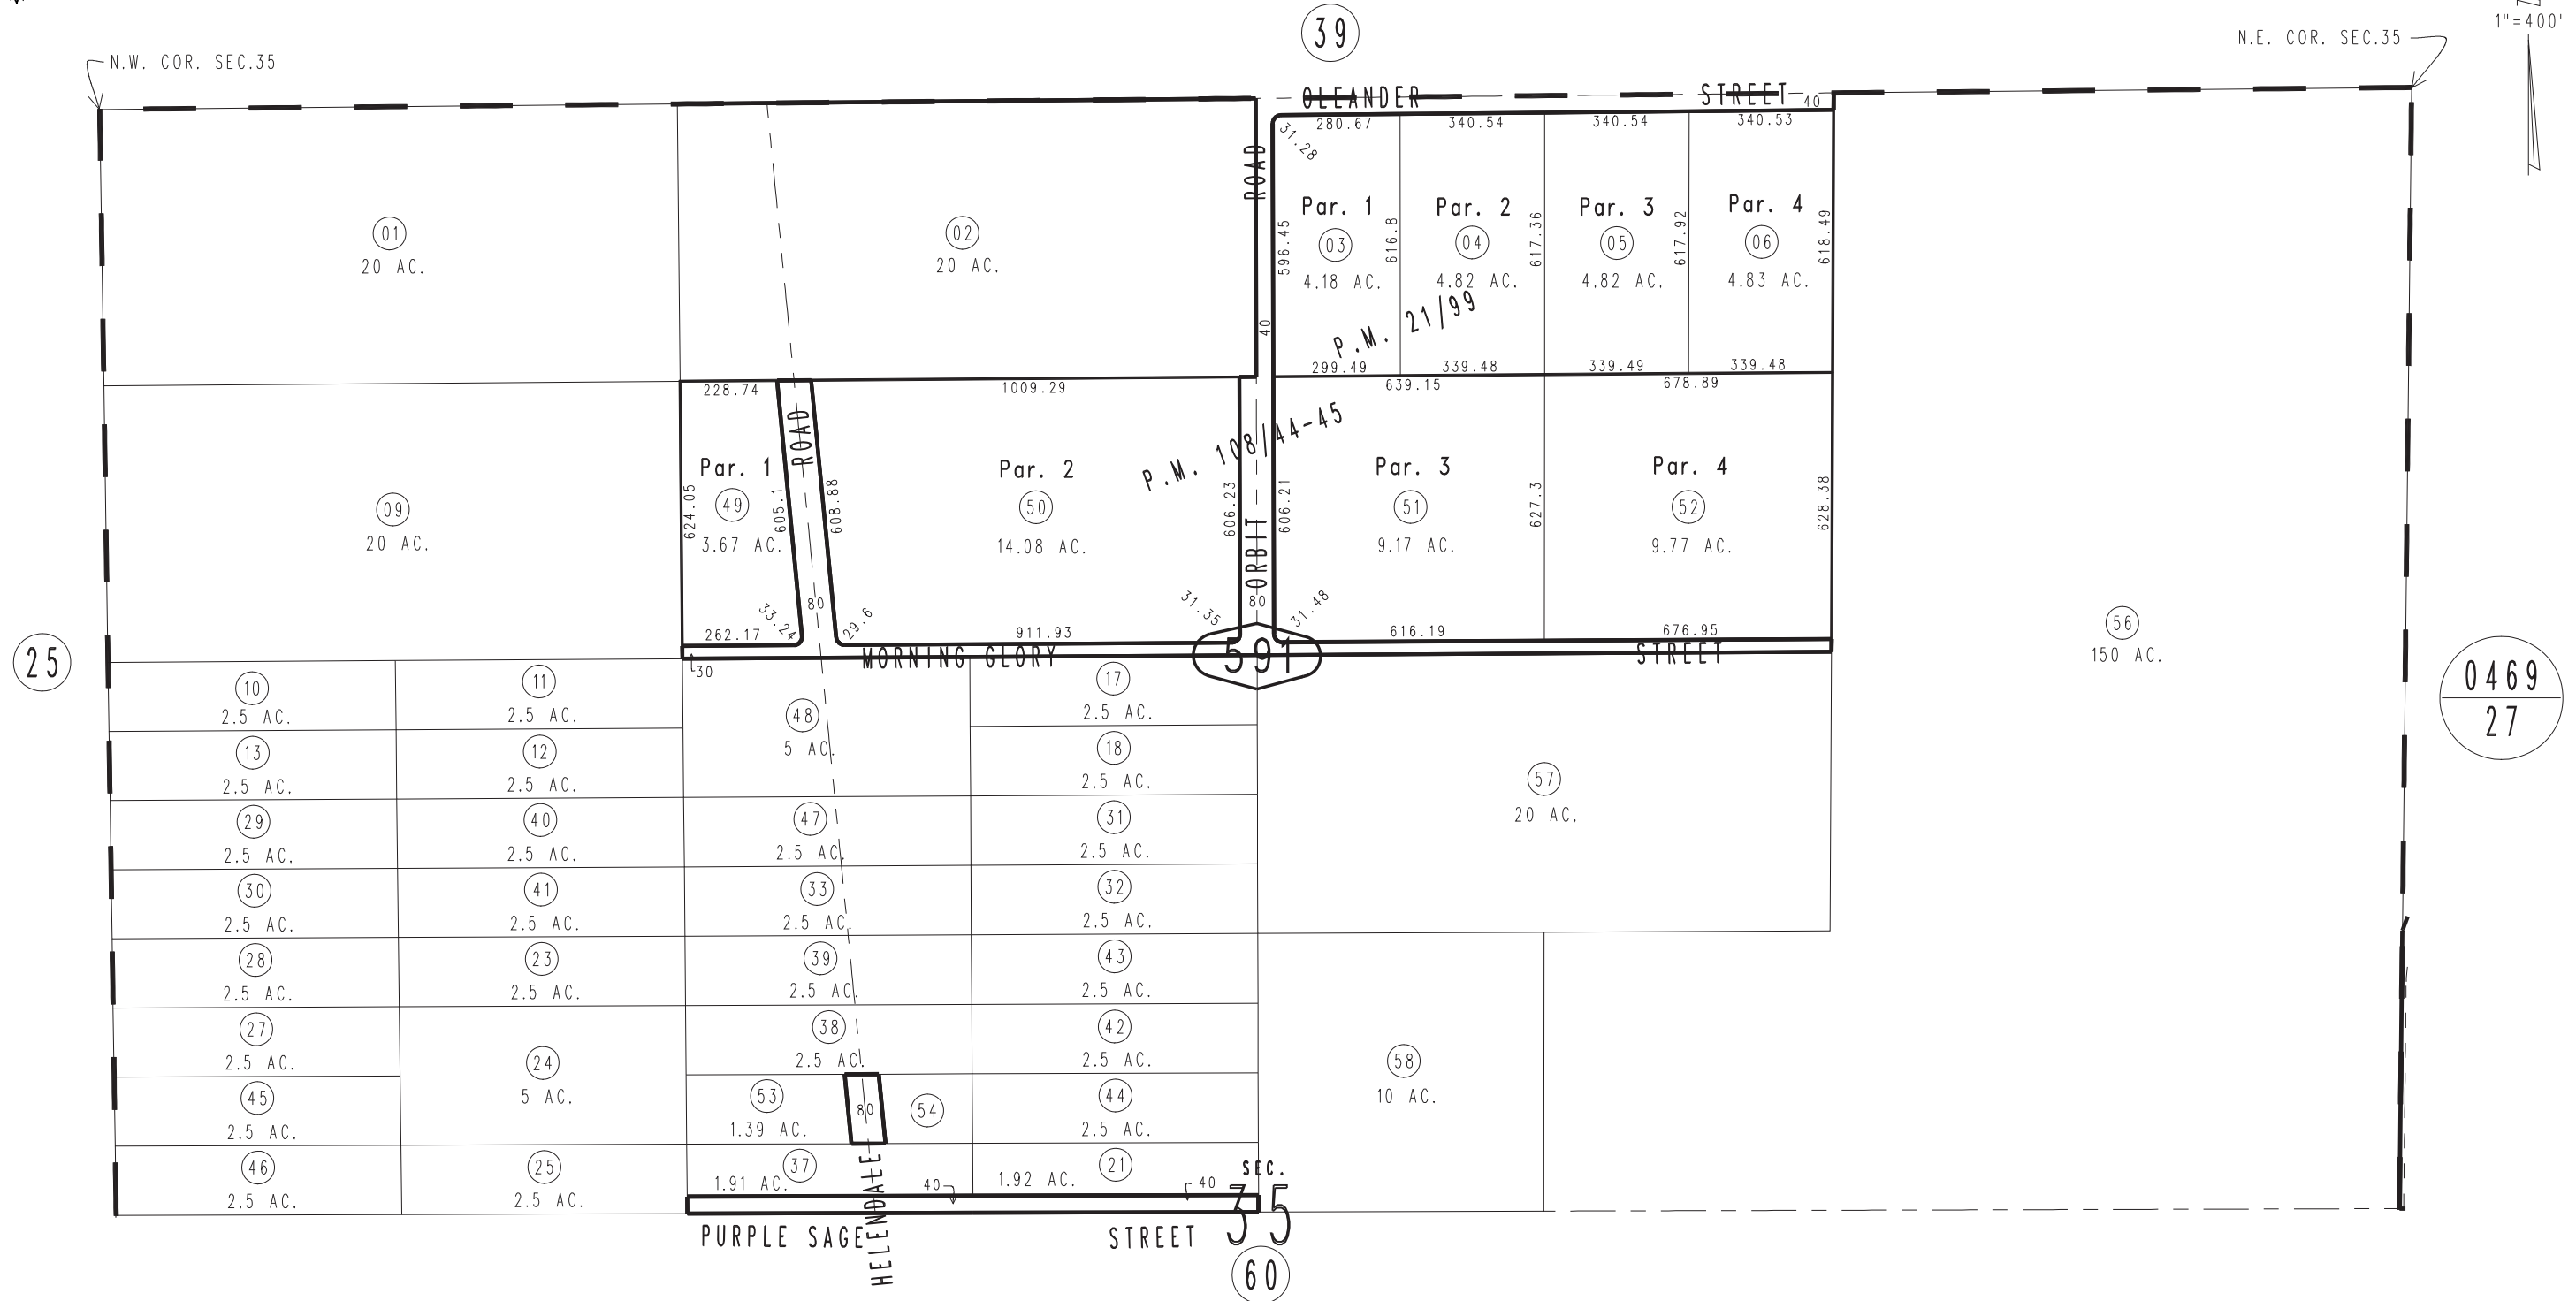 39
1"=400'
N.W. COR. SEC.35
N.E. COR. SEC.35
OLEANDER STREET
40
280.67 340.54 340.54 340.53
31.28
ROAD
01
20 AC.
02
20 AC.
596.45
Par. 1
03
4.18 AC.
616.8
Par. 2
04
4.82 AC.
617.36
Par. 3
05
4.82 AC.
617.92
Par. 4
06
4.83 AC.
618.49
P.M. 21/99
40
299.49 339.48 339.49 339.48
228.74 1009.29 639.15 678.89
09
20 AC.
624.05
Par. 1
49
3.67 AC.
605.1
ROAD
608.88
Par. 2
50
14.08 AC.
P.M. 108/44-45
606.23
ORBIT
606.21
Par. 3
51
9.17 AC.
627.3
Par. 4
52
9.77 AC.
628.38
33.24
80
29.6
31.35
80
31.48
262.17 911.93 616.19 676.95
30
MORNING GLORY STREET
591
25
56
150 AC.
0469
27
10
2.5 AC.
11
2.5 AC.
48
5 AC.
17
2.5 AC.
13
2.5 AC.
12
2.5 AC.
18
2.5 AC.
57
20 AC.
29
2.5 AC.
40
2.5 AC.
47
2.5 AC.
31
2.5 AC.
30
2.5 AC.
41
2.5 AC.
33
2.5 AC.
32
2.5 AC.
28
2.5 AC.
23
2.5 AC.
39
2.5 AC.
43
2.5 AC.
27
2.5 AC.
24
5 AC.
38
2.5 AC.
42
2.5 AC.
58
10 AC.
45
2.5 AC.
53
1.39 AC.
80
54
44
2.5 AC.
46
2.5 AC.
25
2.5 AC.
37
1.91 AC.
40
21
1.92 AC.
40
SEC.
35
HELENDALE
PURPLE SAGE STREET
60